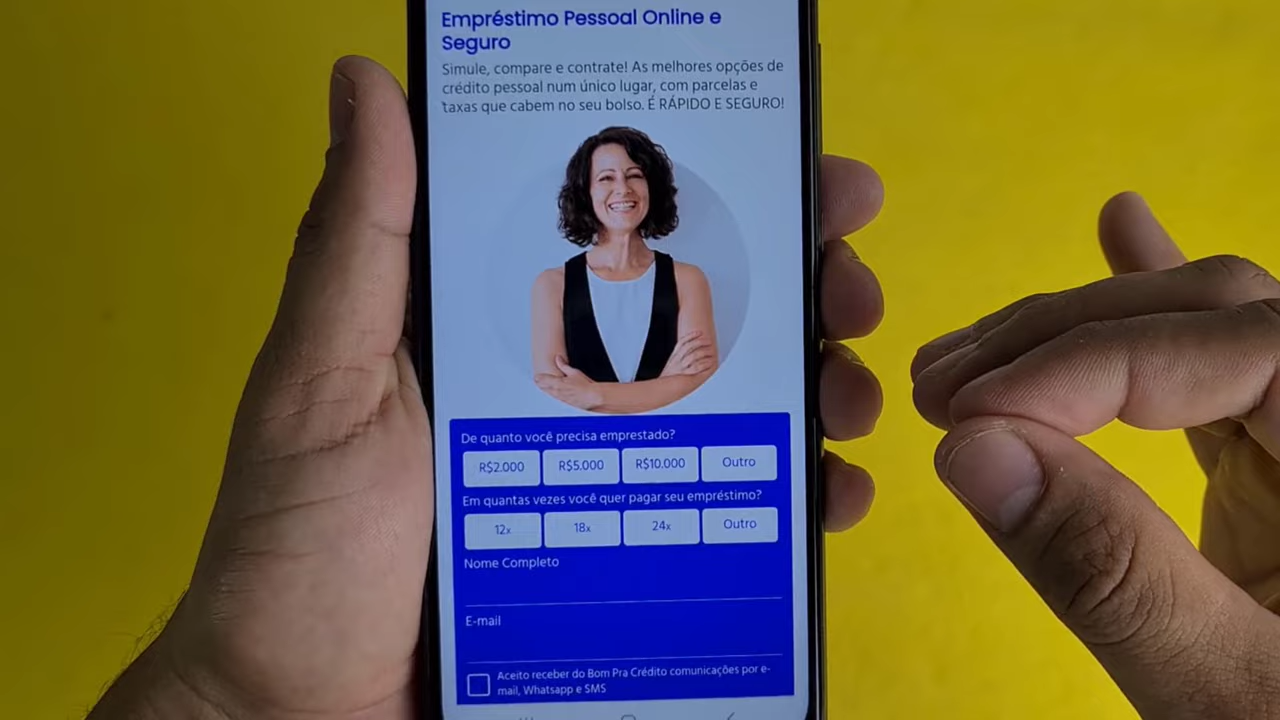 Empréstimo Pessoal Online e
Seguro
Simule, compare e contrate! As melhores opções de
crédito pessoal num único lugar, com parcelas e
taxas que cabem no seu bolso. É RÁPIDO E SEGURO!
De quanto você precisa emprestado?
R$2.000 R$5.000 R$10.000 Outro
Em quantas vezes você quer pagar seu empréstimo?
12x 18x 24x Outro
Nome Completo
E-mail
Aceito receber do Bom Pra Crédito comunicações por e-
mail, Whatsapp e SMS